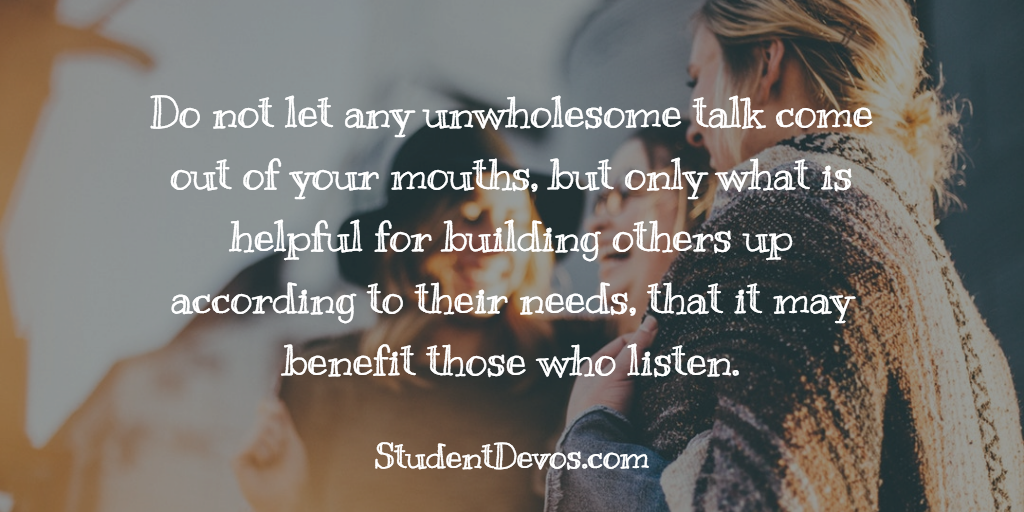 Do not let any unwholesome talk come
out of your mouths, but only what is
helpful for building others up
according to their needs, that it may
benefit those who listen.
StudentDevos.com